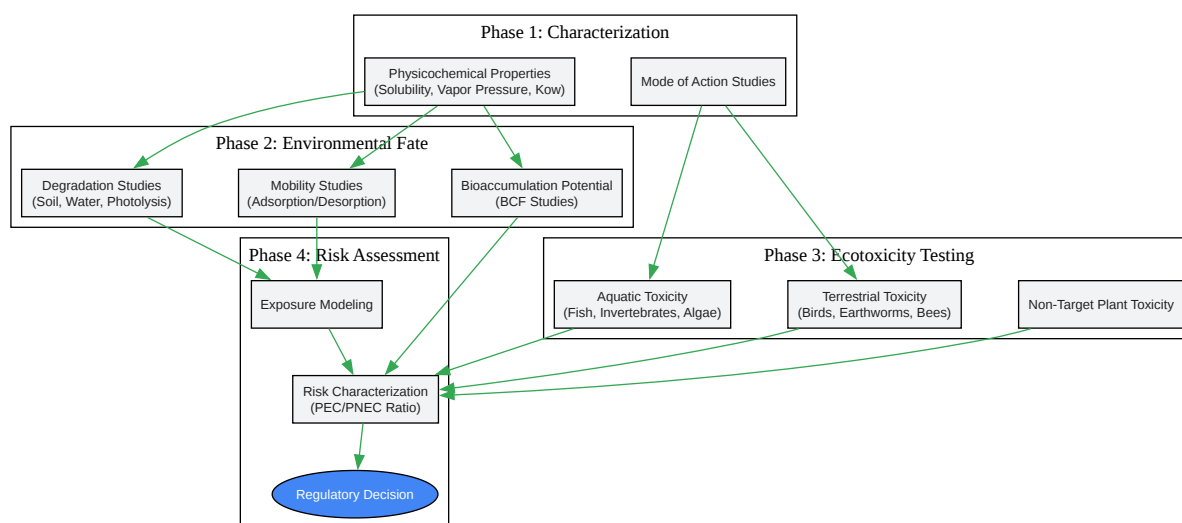 Phase 1: Characterization
Physicochemical Properties
(Solubility, Vapor Pressure, Kow)
Mode of Action Studies
Phase 2: Environmental Fate
Degradation Studies
(Soil, Water, Photolysis)
Mobility Studies
(Adsorption/Desorption)
Bioaccumulation Potential
(BCF Studies)
Phase 4: Risk Assessment
Phase 3: Ecotoxicity Testing
Exposure Modeling
Aquatic Toxicity
(Fish, Invertebrates, Algae)
Terrestrial Toxicity
(Birds, Earthworms, Bees)
Non-Target Plant Toxicity
Risk Characterization
(PEC/PNEC Ratio)
Regulatory Decision